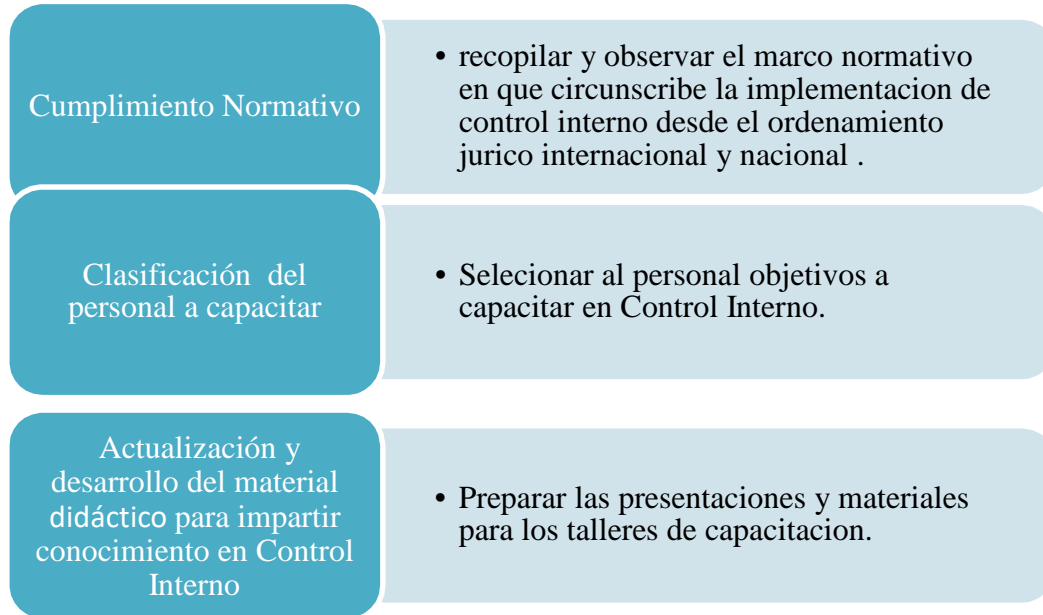 Cumplimiento Normativo
• recopilar y observar el marco normativo
en que circunscribe la implementacion de
control interno desde el ordenamiento
jurico internacional y nacional .
Clasificación del
personal a capacitar
• Selecionar al personal objetivos a
capacitar en Control Interno.
Actualización y
desarrollo del material
didáctico para impartir
conocimiento en Control
Interno
• Preparar las presentaciones y materiales
para los talleres de capacitacion.